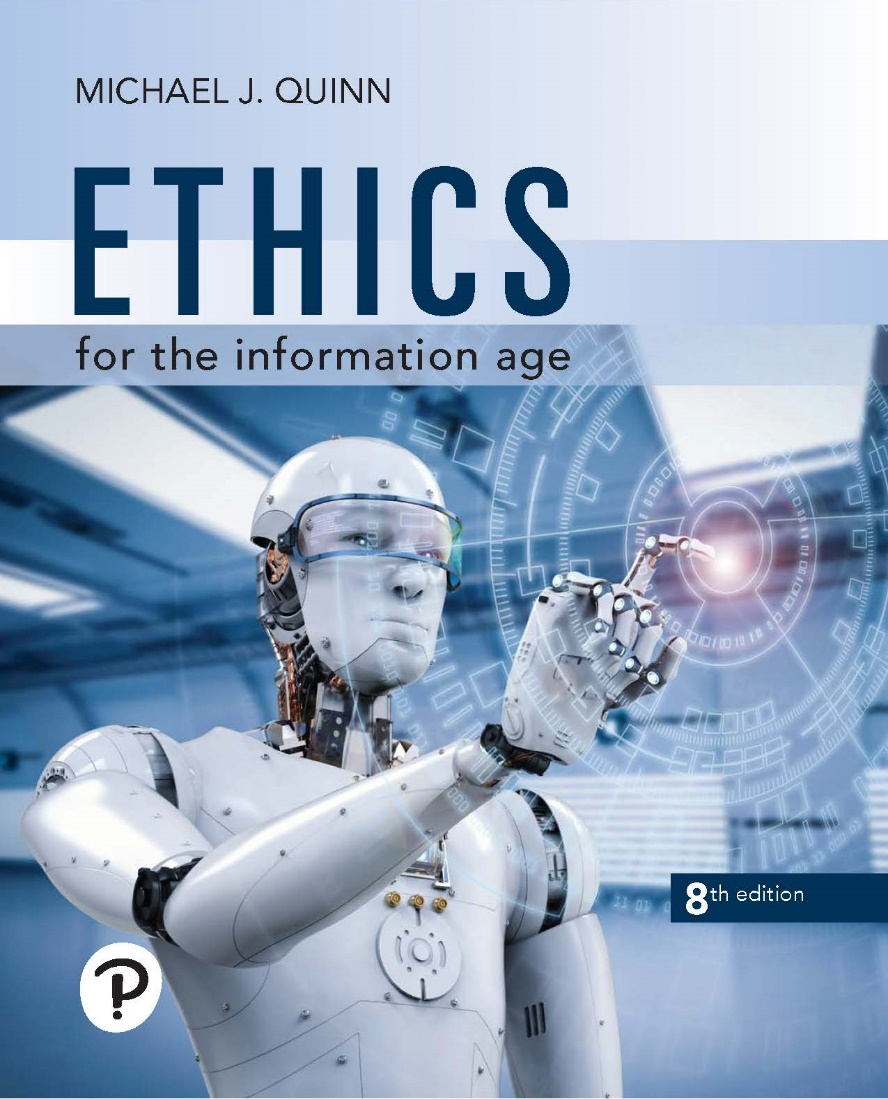 MICHAEL J. QUINN
ETHICS
for the information age
8th edition